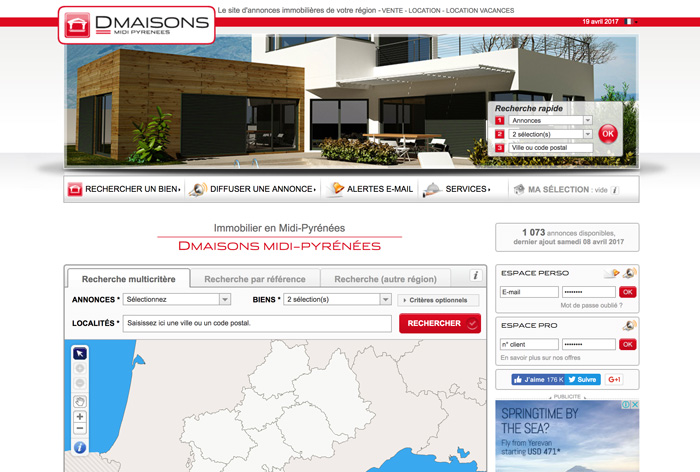 DMAISONS
MIDI PYRENEES
Le site d'annonces immobilières de votre région - VENTE - LOCATION - LOCATION VACANCES
19 avril 2017
Recherche rapide
1 Annonces
2 2 sélection(s)
3 Ville ou code postal
OK
RECHERCHER UN BIEN
DIFFUSER UNE ANNONCE
ALERTES E-MAIL
SERVICES
MA SÉLECTION : vide i
Immobilier en Midi-Pyrénées
DMAISONS MIDI-PYRÉNÉES
1 073 annonces disponibles,
dernier ajout samedi 08 avril 2017
Recherche multicritère
Recherche par référence
Recherche (autre région)
i
ANNONCES * Sélectionnez
BIENS * 2 sélection(s)
Critères optionnels
LOCALITÉS * Saisissez ici une ville ou un code postal.
RECHERCHER
+
−
i
ESPACE PERSO
E-mail
••••••••
OK
Mot de passe oublié ?
ESPACE PRO
n° client
••••••••
OK
En savoir plus sur nos offres
J'aime 176 K
Suivre
G+1
PUBLICITE
SPRINGTIME BY
THE SEA?
Fly from Yerevan
starting USD 471*